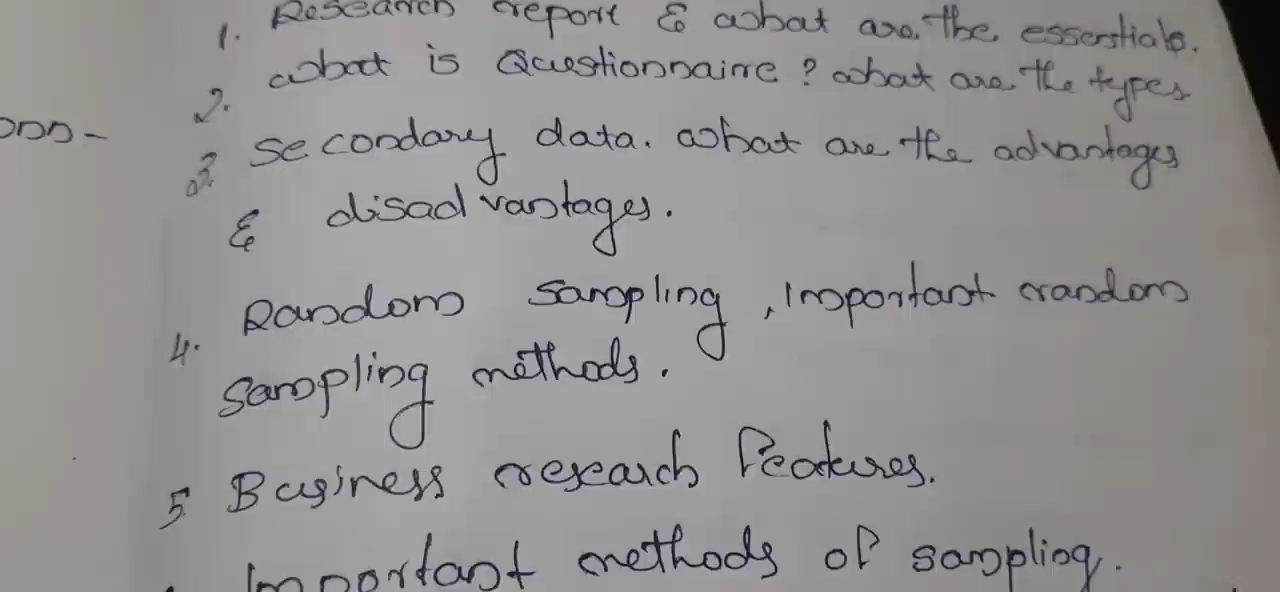 1. Research report & what are the essentials.
2. What is Questionnaire? what are the types
3. Secondary data. What are the advantages
& disadvantages.
4. Random sampling, important random
sampling methods.
5. Business research features.
Important methods of sampling.